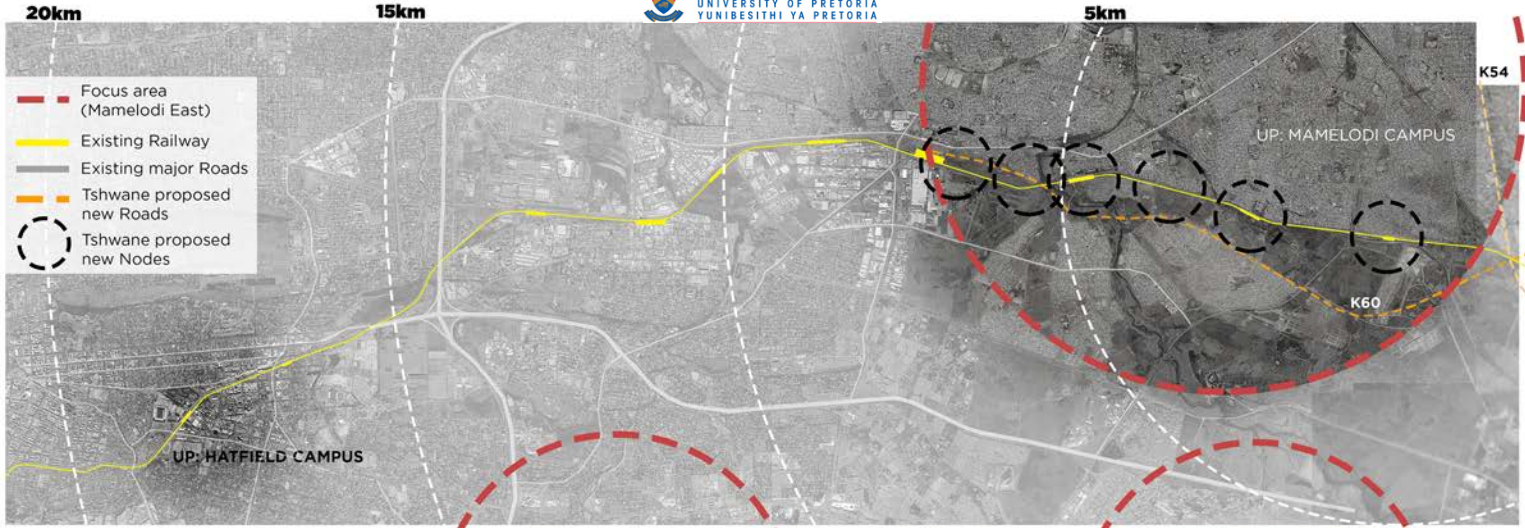 UNIVERSITY OF PRETORIA
YUNIBESITHI YA PRETORIA
20km
15km
5km
Focus area
(Mamelodi East)
Existing Railway
Existing major Roads
Tshwane proposed
new Roads
Tshwane proposed
new Nodes
K54
UP: MAMELODI CAMPUS
K60
UP: HATFIELD CAMPUS